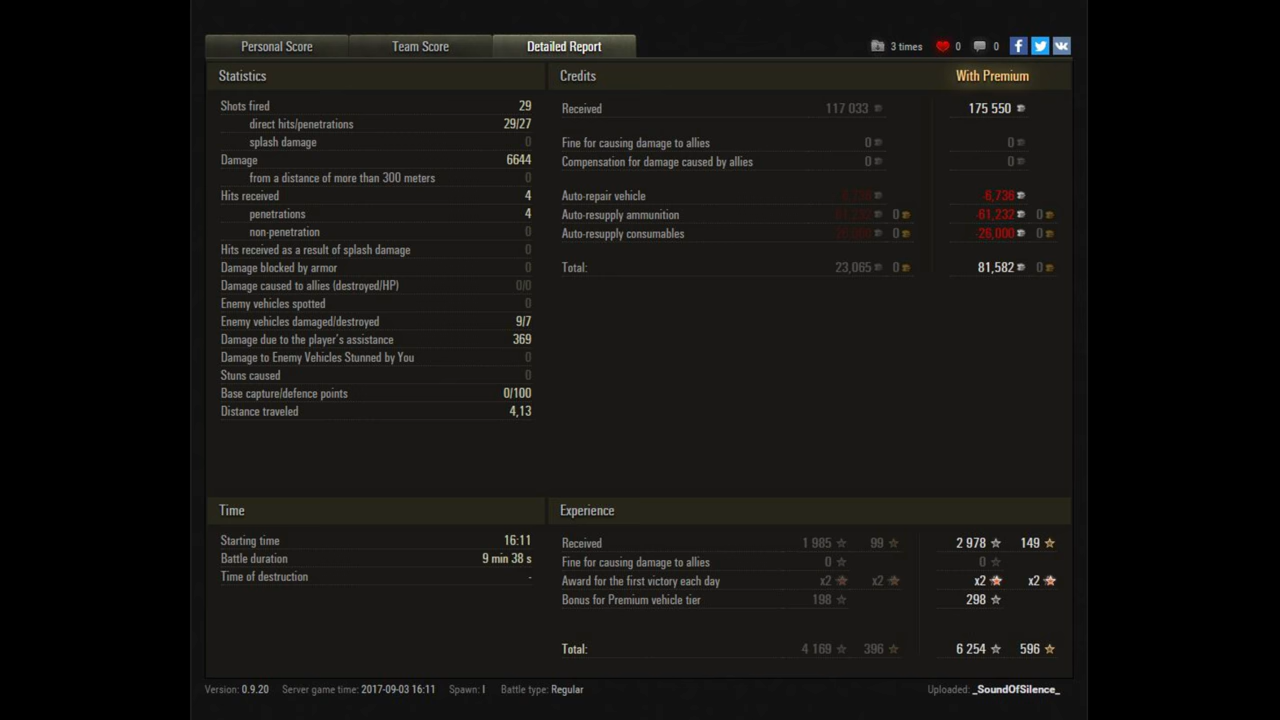 Personal Score Team Score Detailed Report 3 times 0 0
Statistics
Shots fired 29
direct hits/penetrations 29/27
splash damage 0
Damage 6644
from a distance of more than 300 meters 0
Hits received 4
penetrations 4
non-penetration 0
Hits received as a result of splash damage 0
Damage blocked by armor 0
Damage caused to allies (destroyed/HP) 0/0
Enemy vehicles spotted 0
Enemy vehicles damaged/destroyed 9/7
Damage due to the player's assistance 369
Damage to Enemy Vehicles Stunned by You 0
Stuns caused 0
Base capture/defence points 0/100
Distance traveled 4,13
Credits With Premium
Received 117 033 175 550
Fine for causing damage to allies 0 0
Compensation for damage caused by allies 0 0
Auto-repair vehicle -6,736
Auto-resupply ammunition 0 -61,232 0
Auto-resupply consumables 0 -26,000 0
Total: 23,065 0 81,582 0
Time
Starting time 16:11
Battle duration 9 min 38 s
Time of destruction -
Experience
Received 1 985 99 2 978 149
Fine for causing damage to allies 0 0
Award for the first victory each day x2 x2 x2 x2
Bonus for Premium vehicle tier 198 298
Total: 4 169 396 6 254 596
Version: 0.9.20 Server game time: 2017-09-03 16:11 Spawn: I Battle type: Regular Uploaded: _SoundOfSilence_